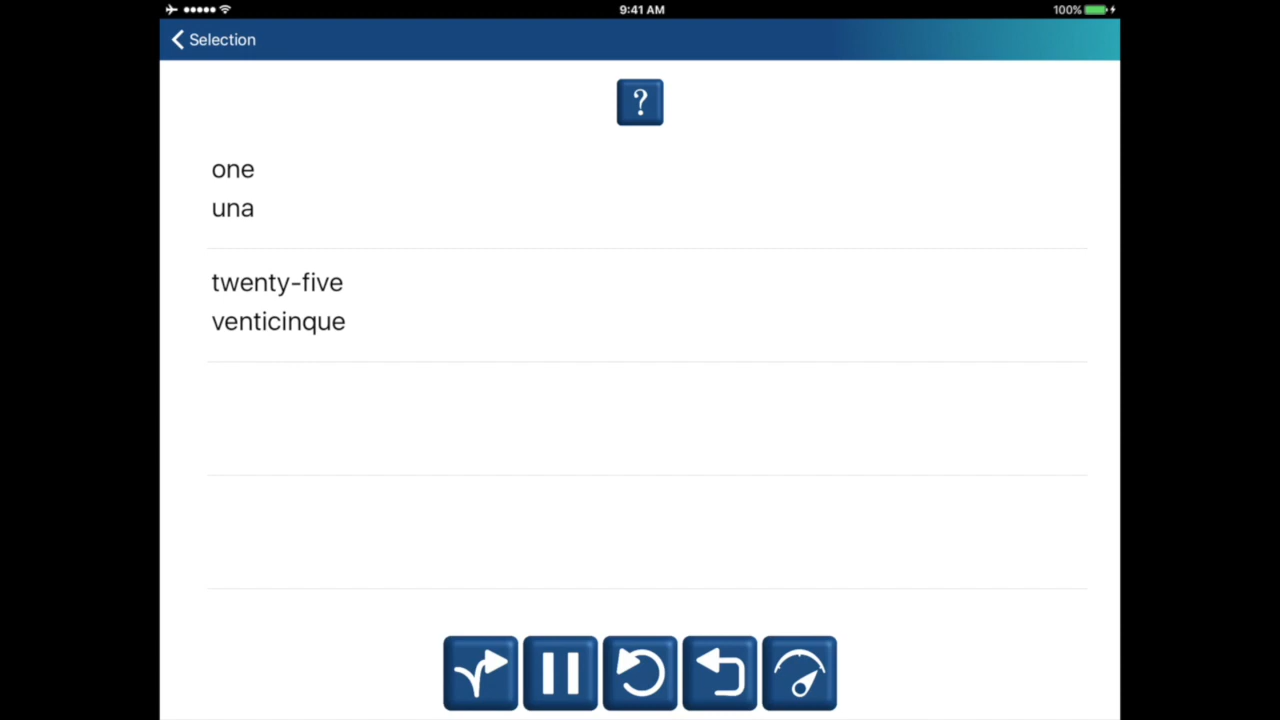 9:41 AM
100%
Selection
?
one
una
twenty-five
venticinque